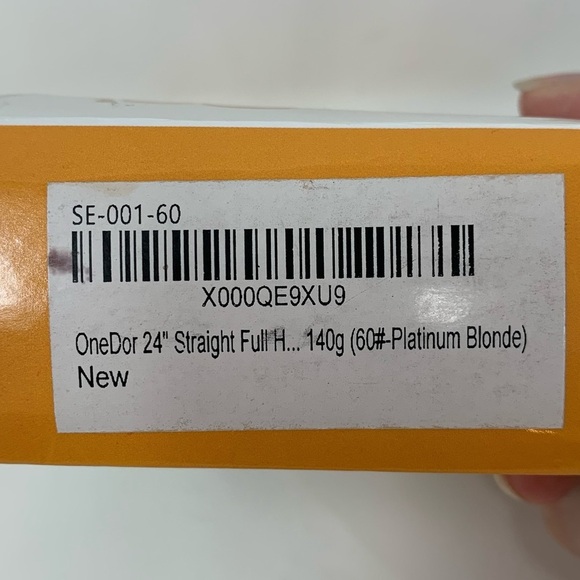 SE-001-60
X000QE9XU9
OneDor 24" Straight Full H... 140g (60#-Platinum Blonde)
New